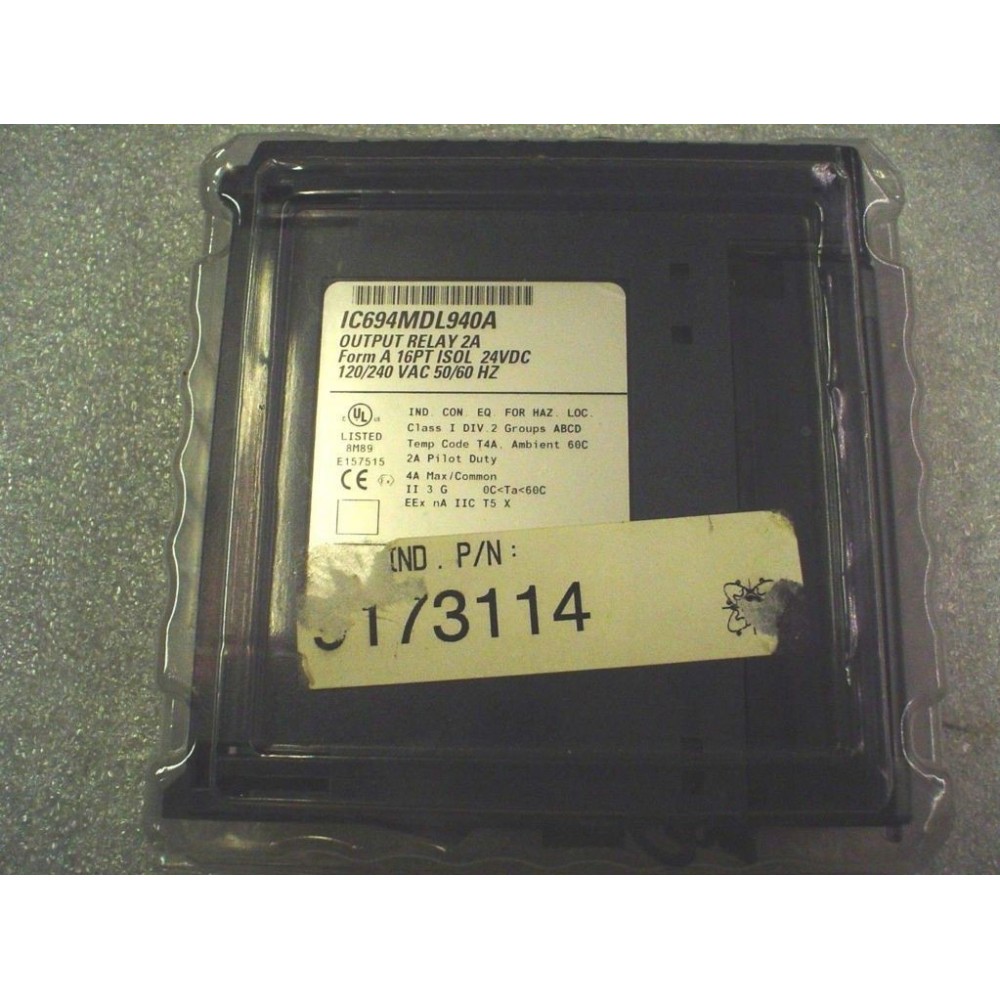 IC694MDL940A
OUTPUT RELAY 2A
Form A 16PT ISOL 24VDC
120/240 VAC 50/60 HZ
C UL US
LISTED
8M89
E157515
CE
IND. CON. EQ. FOR HAZ. LOC.
Class I DIV.2 Groups ABCD
Temp Code T4A. Ambient 60C
2A Pilot Duty
4A Max/Common
II 3 G 0C<Ta<60C
EEx nA IIC T5 X
IND. P/N:
173114